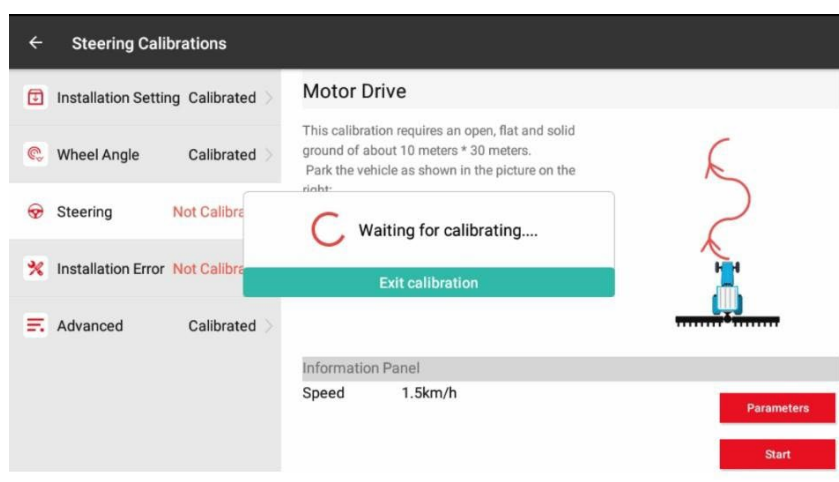 Steering Calibrations
Installation Setting Calibrated
Wheel Angle Calibrated
Steering Not Calibra
Installation Error Not Calibra
Advanced Calibrated
Motor Drive
This calibration requires an open, flat and solid
ground of about 10 meters * 30 meters.
Park the vehicle as shown in the picture on the
right:
Waiting for calibrating....
Exit calibration
Information Panel
Speed 1.5km/h
Parameters
Start